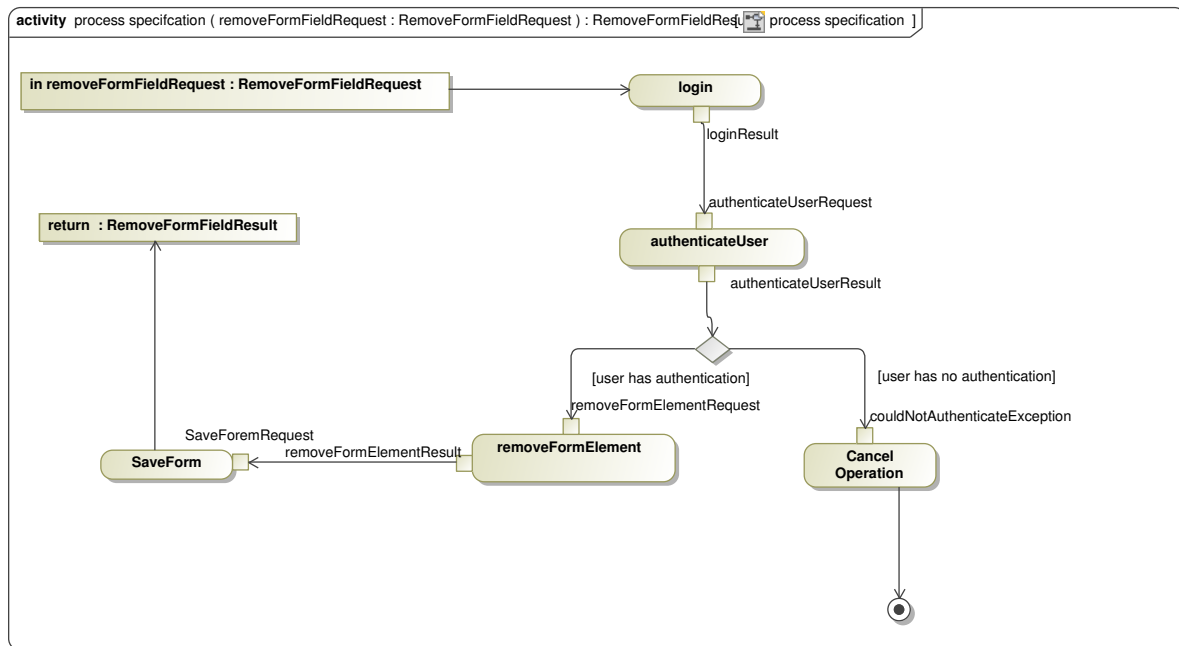 activity process specifcation ( removeFormFieldRequest : RemoveFormFieldRequest ) : RemoveFormFieldResu[ process specification ]
in removeFormFieldRequest : RemoveFormFieldRequest
login
loginResult
authenticateUserRequest
return : RemoveFormFieldResult
authenticateUser
authenticateUserResult
[user has authentication]
[user has no authentication]
removeFormElementRequest
couldNotAuthenticateException
SaveForemRequest
removeFormElementResult
removeFormElement
SaveForm
Cancel
Operation